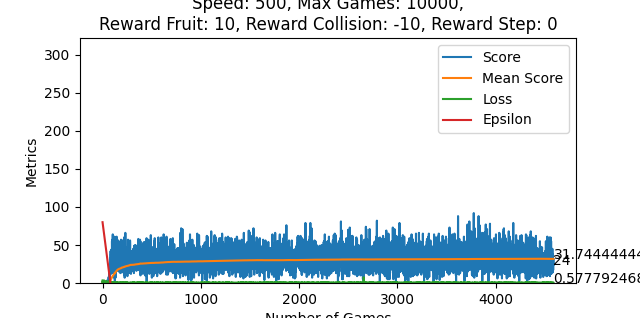 Speed: 500, Max Games: 10000,
Reward Fruit: 10, Reward Collision: -10, Reward Step: 0
300
250
200
150
100
50
0
Metrics
Score
Mean Score
Loss
Epsilon
31.74444444
24
0.577792468
0
1000
2000
3000
4000
Number of Games